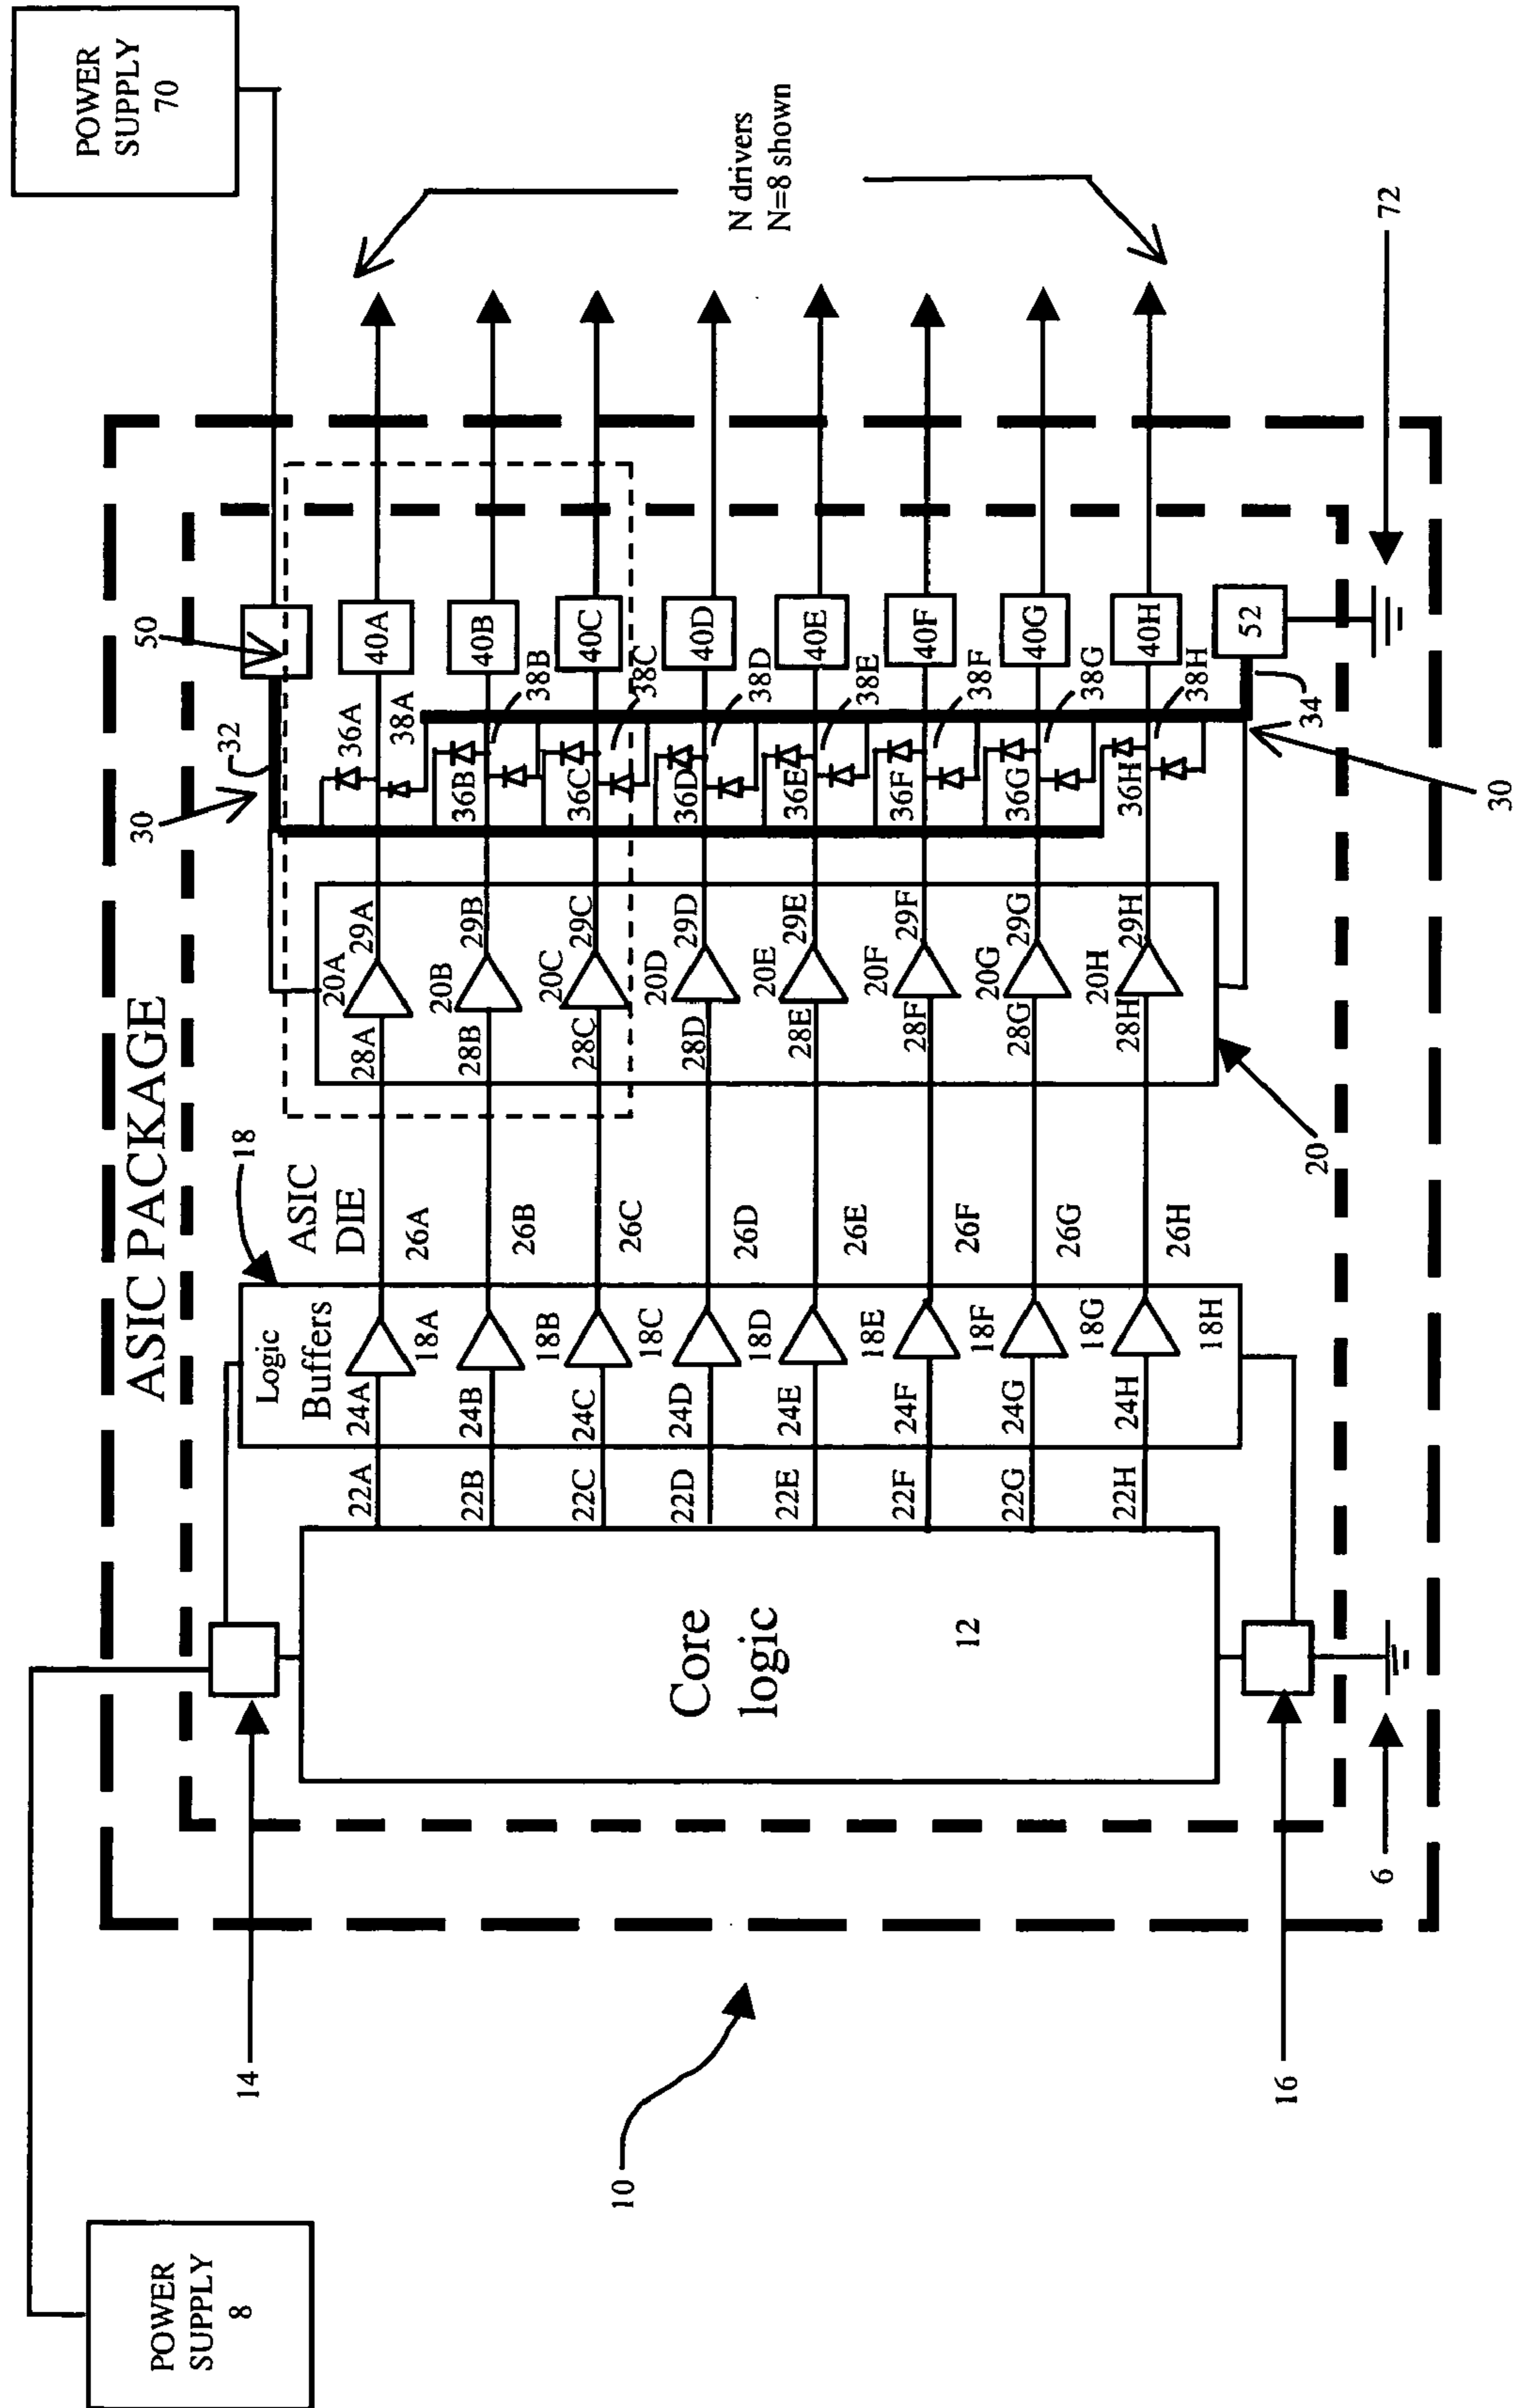 POWER
SUPPLY
8
POWER
SUPPLY
70
ASIC PACKAGE
ASIC
DIE
10
14
16
6
72
Core
logic
12
18
Logic
Buffers
22A
22B
22C
22D
22E
22F
22G
22H
24A
24B
24C
24D
24E
24F
24G
24H
18A
18B
18C
18D
18E
18F
18G
18H
26A
26B
26C
26D
26E
26F
26G
26H
20
28A
28B
28C
28D
28E
28F
28G
28H
20A
20B
20C
20D
20E
20F
20G
20H
29A
29B
29C
29D
29E
29F
29G
29H
30
32
50
36A
36B
36C
36D
36E
36F
36G
36H
38A
38B
38C
38D
38E
38F
38G
38H
34
30
40A
40B
40C
40D
40E
40F
40G
40H
52
N drivers
N=8 shown